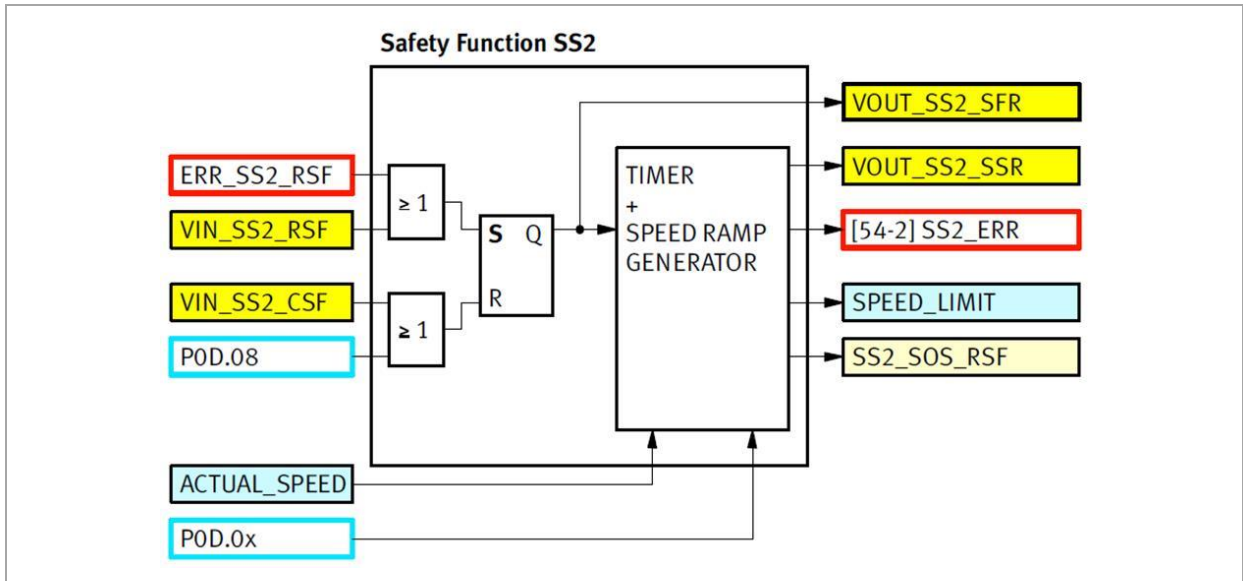 Safety Function SS2
ERR_SS2_RSF
VIN_SS2_RSF
VIN_SS2_CSF
P0D.08
ACTUAL_SPEED
P0D.0x
≥ 1
≥ 1
S Q
R
TIMER
+
SPEED RAMP
GENERATOR
VOUT_SS2_SFR
VOUT_SS2_SSR
[54-2] SS2_ERR
SPEED_LIMIT
SS2_SOS_RSF